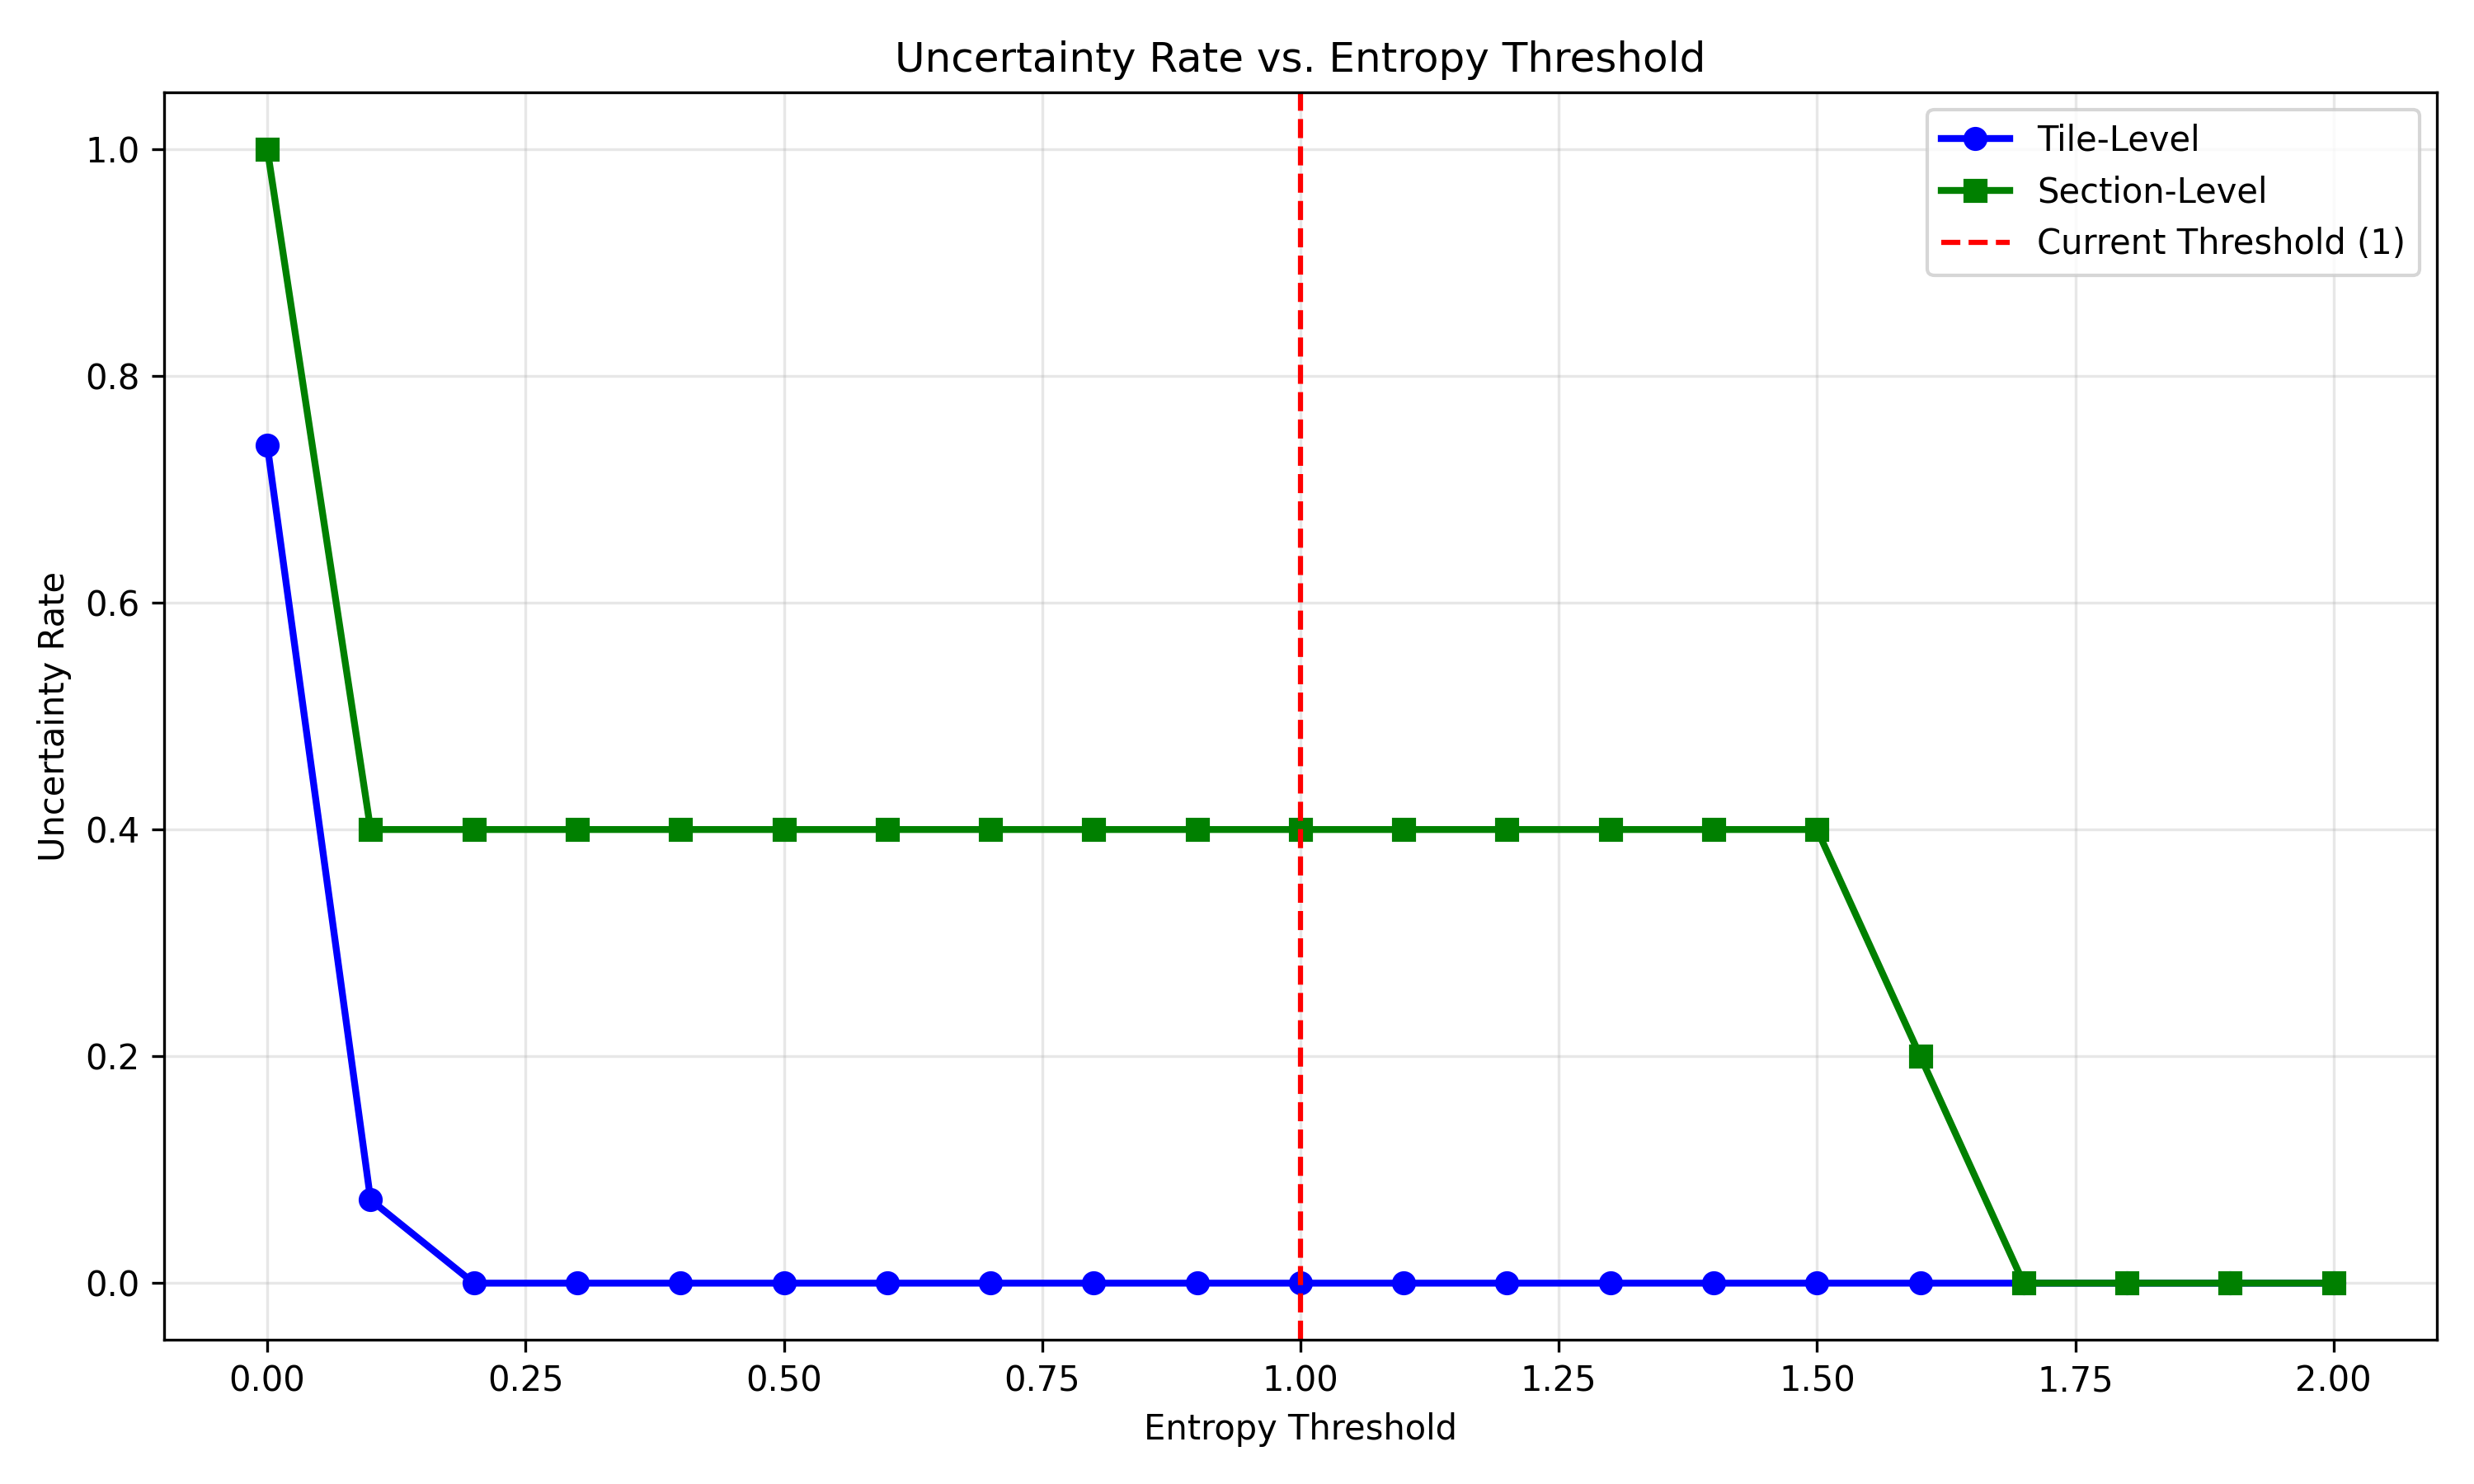 Uncertainty Rate vs. Entropy Threshold
Tile-Level
Section-Level
Current Threshold (1)
Uncertainty Rate
1.0
0.8
0.6
0.4
0.2
0.0
0.00 0.25 0.50 0.75 1.00 1.25 1.50 1.75 2.00
Entropy Threshold